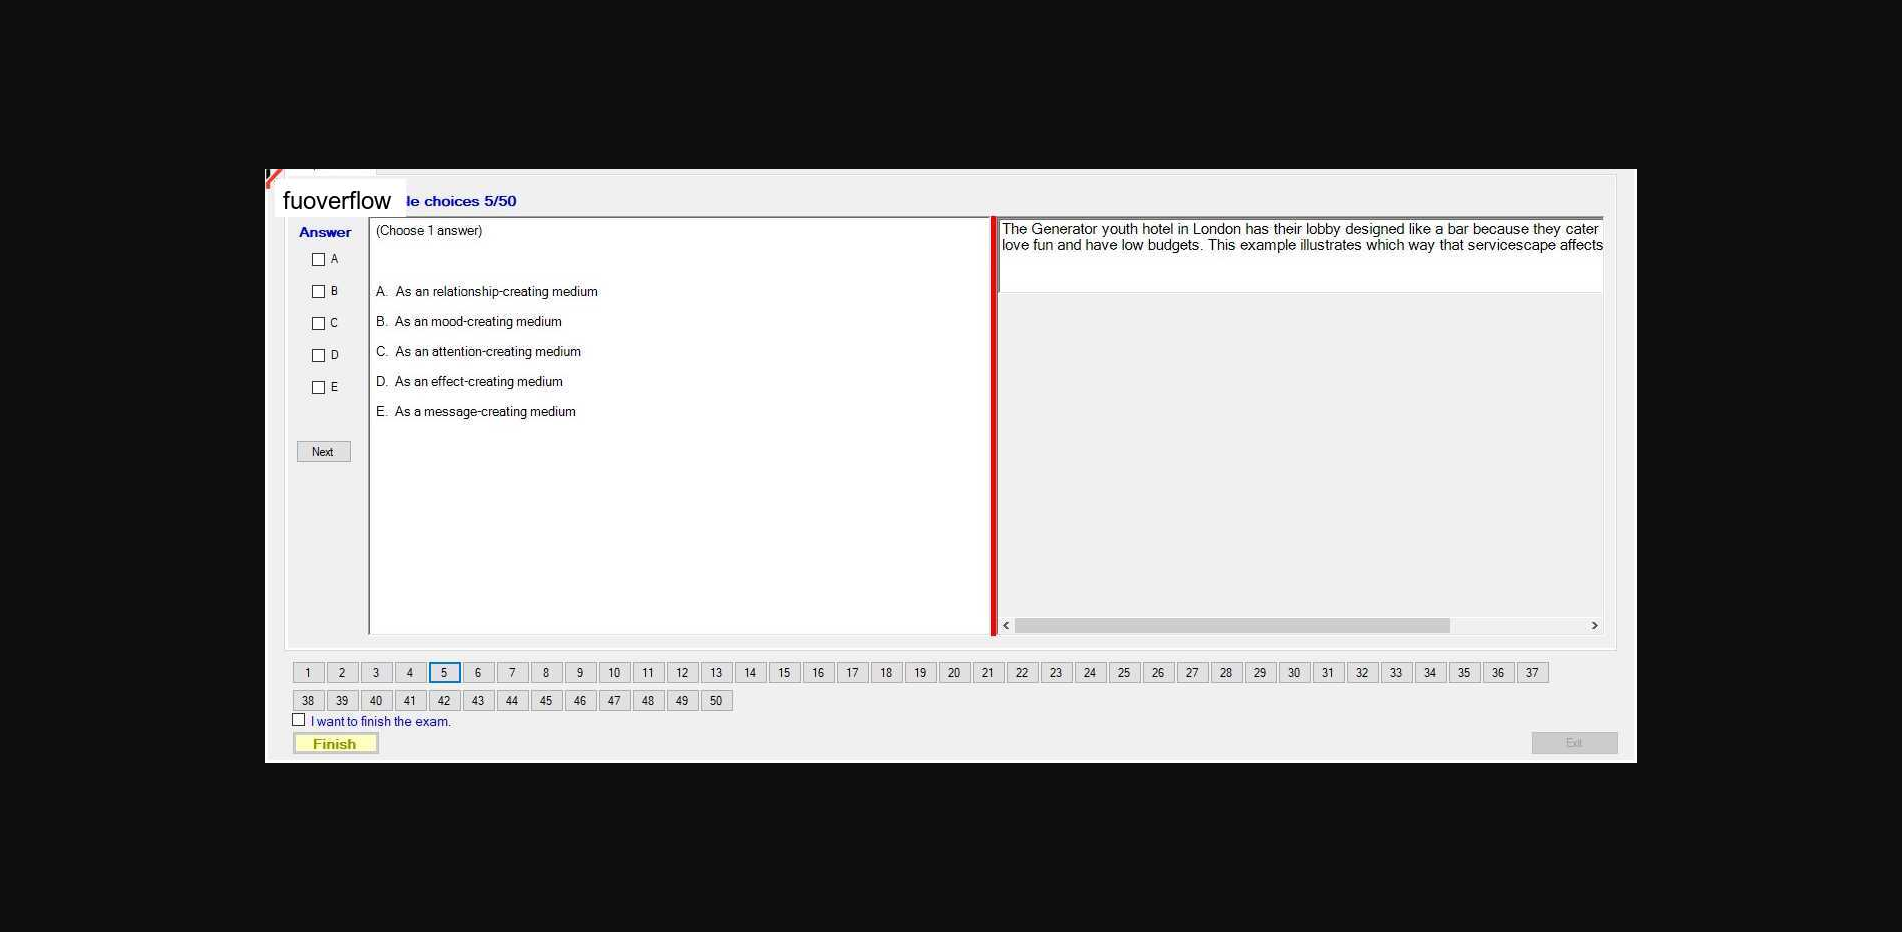 fuoverflow
le choices 5/50
Answer
A
B
C
D
E
Next
(Choose 1 answer)
A. As an relationship-creating medium
B. As an mood-creating medium
C. As an attention-creating medium
D. As an effect-creating medium
E. As a message-creating medium
The Generator youth hotel in London has their lobby designed like a bar because they cater
love fun and have low budgets. This example illustrates which way that servicescape affects
1 2 3 4 5 6 7 8 9 10 11 12 13 14 15 16 17 18 19 20 21 22 23 24 25 26 27 28 29 30 31 32 33 34 35 36 37
38 39 40 41 42 43 44 45 46 47 48 49 50
I want to finish the exam.
Finish
Exit